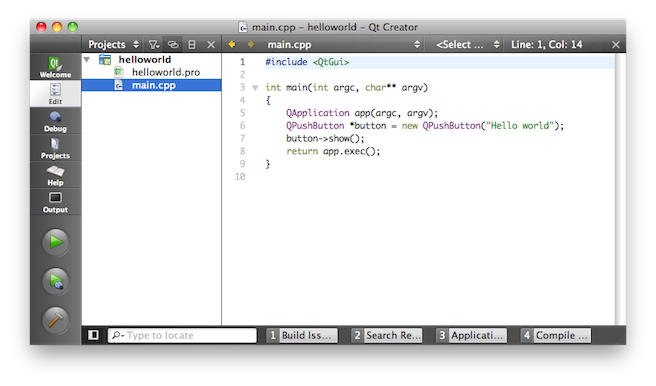 main.cpp – helloworld – Qt Creator
Projects
main.cpp
<Select ...
Line: 1, Col: 14
Qt
Welcome
Edit
Debug
Projects
Help
Output
helloworld
helloworld.pro
main.cpp
1 #include <QtGui>
2
3 int main(int argc, char** argv)
4 {
5 QApplication app(argc, argv);
6 QPushButton *button = new QPushButton("Hello world");
7 button->show();
8 return app.exec();
9 }
10
Type to locate
1 Build Iss...
2 Search Re...
3 Applicati...
4 Compile ...